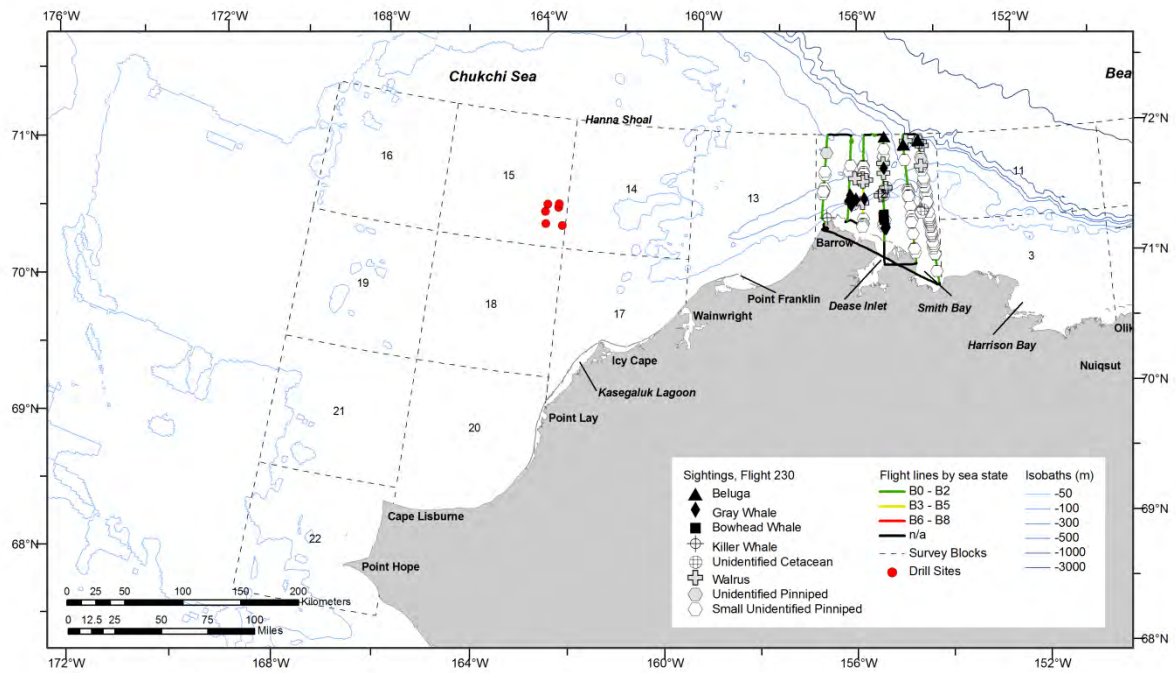 176°W 168°W 164°W 160°W 156°W 152°W
Chukchi Sea
Bea
72°N
71°N
Hanna Shoal
16
15
14
11
13
71°N
Barrow
3
70°N
19
18
17
Point Franklin
Dease Inlet
Smith Bay
Wainwright
Harrison Bay
Olik
Icy Cape
Nuiqsut
70°N
Kasegaluk Lagoon
69°N
21
20
Point Lay
Sightings, Flight 230
Beluga
Gray Whale
Bowhead Whale
Killer Whale
Unidentified Cetacean
Walrus
Unidentified Pinniped
Small Unidentified Pinniped
Flight lines by sea state
B0 - B2
B3 - B5
B6 - B8
n/a
Survey Blocks
Drill Sites
Isobaths (m)
-50
-100
-300
-500
-1000
-3000
69°N
Cape Lisburne
68°N
22
Point Hope
0 25 50 100 150 200
Kilometers
0 12.5 25 50 75 100
Miles
68°N
172°W 168°W 164°W 160°W 156°W 152°W